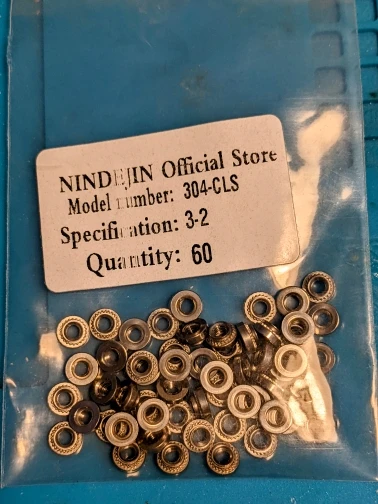 NINDEJIN Official Store
Model number: 304-CLS
Specification: 3-2
Quantity: 60